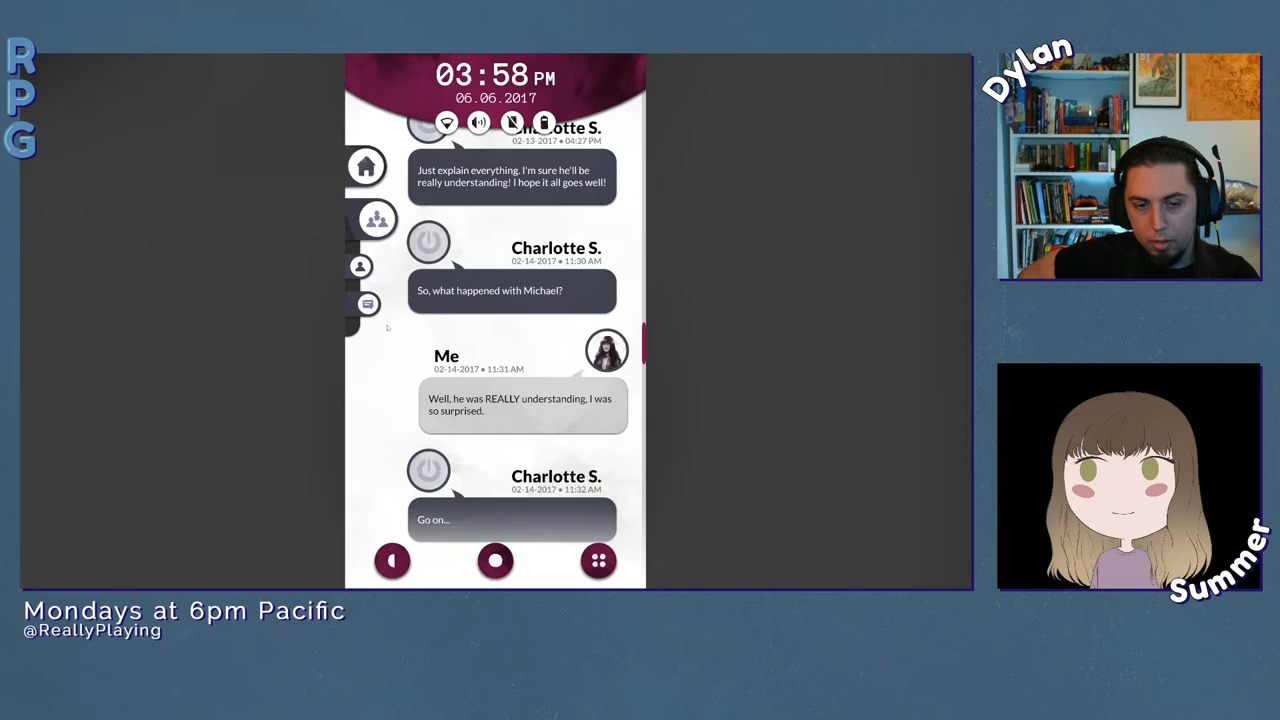 RPG
Dylan
03:58 PM
06.06.2017
Charlotte S.
02-13-2017 • 04:27 PM
Just explain everything. I'm sure he'll be
really understanding! I hope it all goes well!
Charlotte S.
02-14-2017 • 11:30 AM
So, what happened with Michael?
Me
02-14-2017 • 11:31 AM
Well, he was REALLY understanding, I was
so surprised.
Charlotte S.
02-14-2017 • 11:32 AM
Go on...
Summer
Mondays at 6pm Pacific
@ReallyPlaying